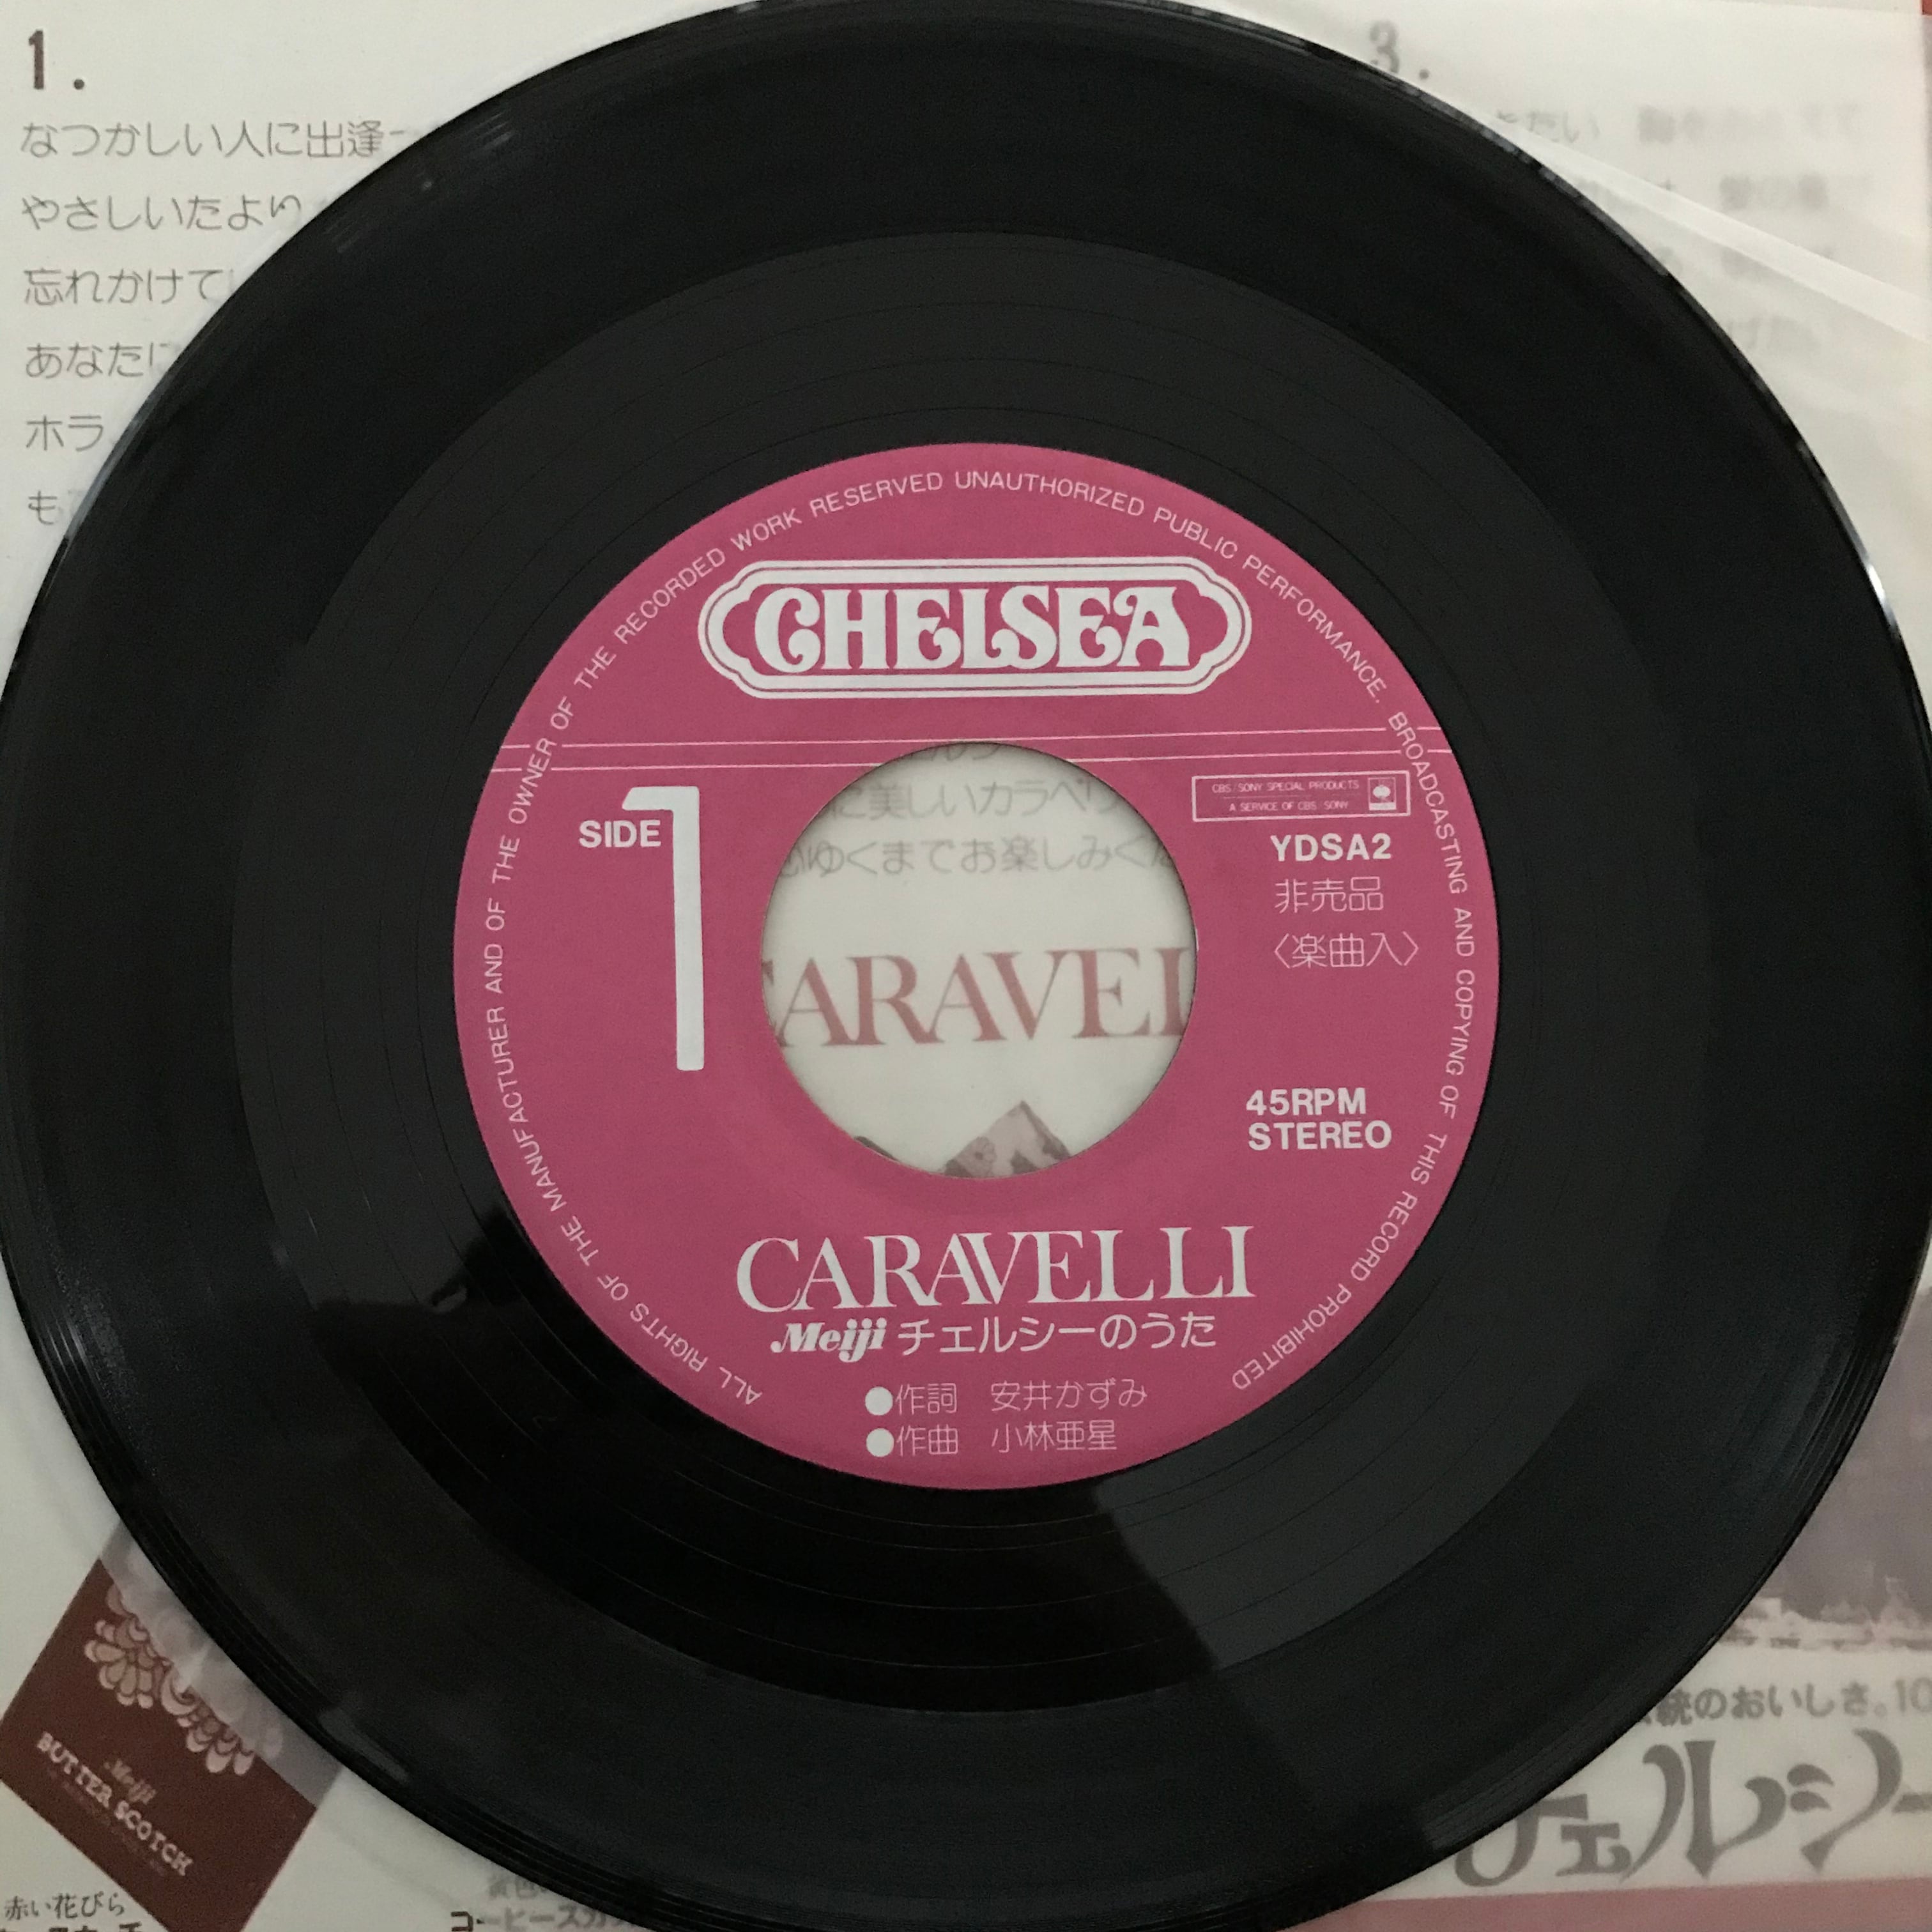 1.
なつかしい人に出逢
やさしいたより
忘れかけて
あなたに
ホラ
も
3.
ALL RIGHTS OF THE MANUFACTURER AND OF THE OWNER OF THE RECORDED WORK RESERVED UNAUTHORIZED PUBLIC PERFORMANCE. BROADCASTING AND COPYING OF THIS RECORD PROHIBITED
CHELSEA
SIDE 1
CBS/SONY SPECIAL PRODUCTS
A SERVICE OF CBS/SONY
YDSA2
非売品
〈楽曲入〉
に美しいカラベリ
ゆくまでお楽しみく
CARAVEL
45RPM
STEREO
CARAVELLI
Meiji チェルシーのうた
●作詞 安井かずみ
●作曲 小林亜星
Meiji
BUTTER SCOTCH
赤い花びら
統のおいしさ。10
チェルシー